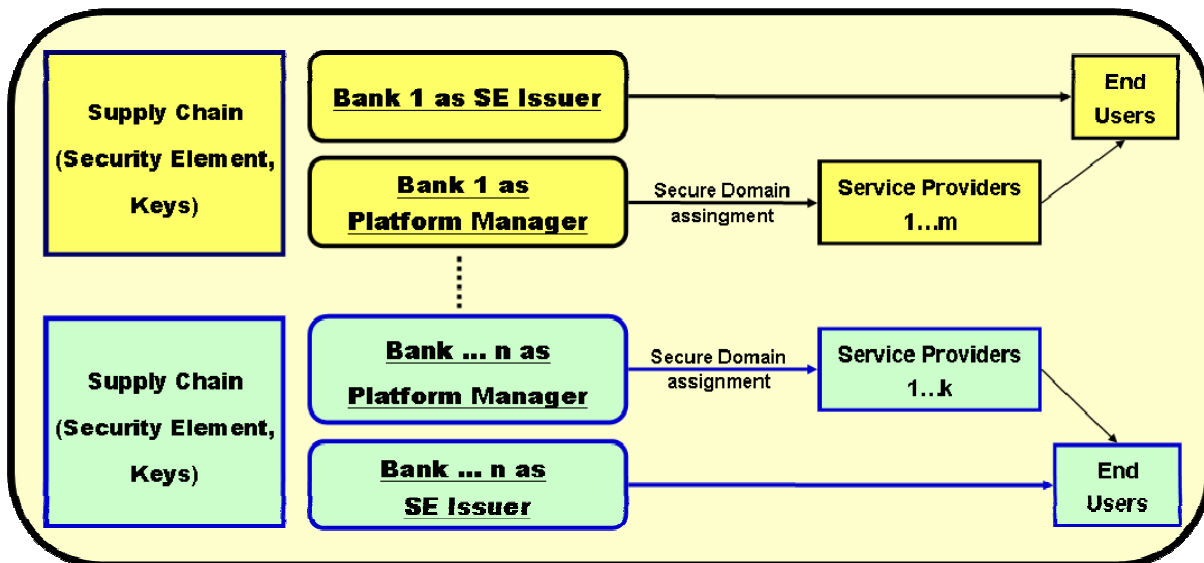 Supply Chain
(Security Element,
Keys)
Bank 1 as SE Issuer
End
Users
Bank 1 as
Platform Manager
Secure Domain
assingment
Service Providers
1...m
Supply Chain
(Security Element,
Keys)
Bank ... n as
Platform Manager
Secure Domain
assignment
Service Providers
1...k
Bank ... n as
SE Issuer
End
Users